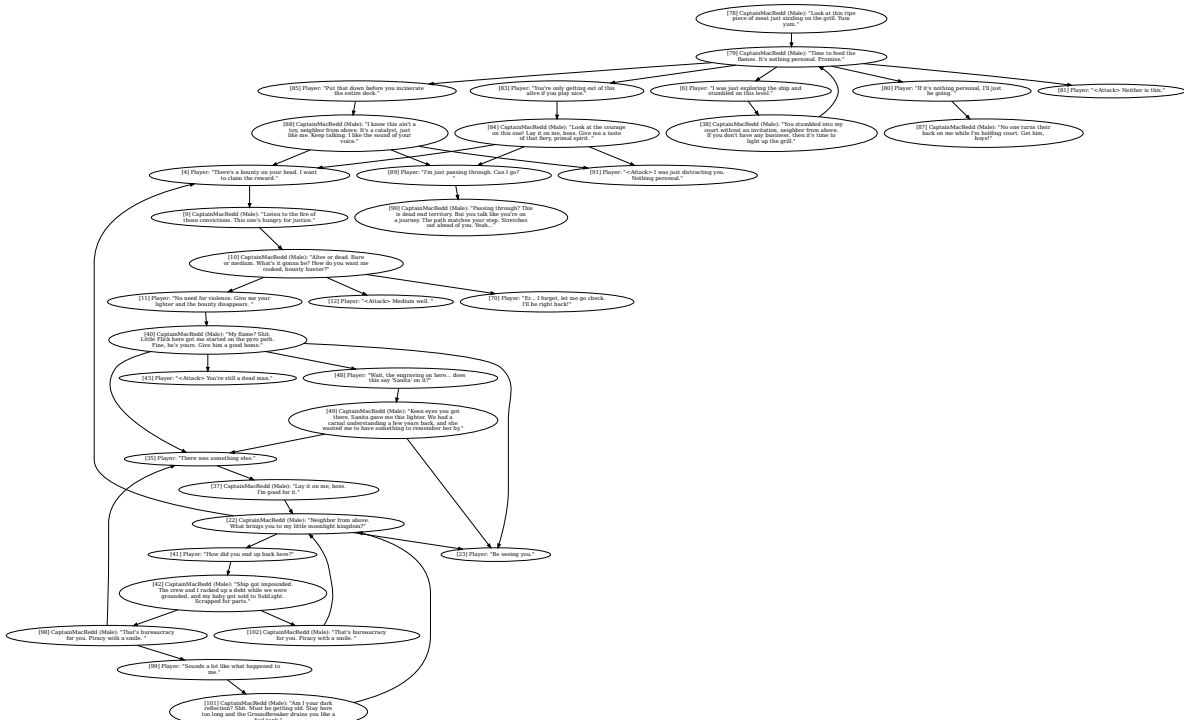 [78] CaptainMacRedd (Male): "Look at this ripe
piece of meat just sizzling on the grill. Yum
yum."
[79] CaptainMacRedd (Male): "Time to feed the
flames. It's nothing personal. Promise."
[85] Player: "Put that down before you incinerate
the entire deck."
[83] Player: "You're only getting out of this
alive if you play nice."
[6] Player: "I was just exploring the ship and
stumbled on this level."
[80] Player: "If it's nothing personal, I'll just
be going."
[81] Player: "<Attack> Neither is this."
[88] CaptainMacRedd (Male): "I know this ain't a
toy, neighbor from above. It's a catalyst, just
like me. Keep talking. I like the sound of your
voice."
[84] CaptainMacRedd (Male): "Look at the courage
on this one! Lay it on me, boss. Give me a taste
of that fiery, primal spirit. "
[38] CaptainMacRedd (Male): "You stumbled into my
court without an invitation, neighbor from above.
If you don't have any business, then it's time to
light up the grill."
[87] CaptainMacRedd (Male): "No one turns their
back on me while I'm holding court. Get him,
boys!"
[4] Player: "There's a bounty on your head. I want
to claim the reward."
[89] Player: "I'm just passing through. Can I go?
"
[91] Player: "<Attack> I was just distracting you.
Nothing personal."
[9] CaptainMacRedd (Male): "Listen to the fire of
those convictions. This one's hungry for justice."
[90] CaptainMacRedd (Male): "Passing through? This
is dead end territory. But you talk like you're on
a journey. The path matches your step. Stretches
out ahead of you. Yeah..."
[10] CaptainMacRedd (Male): "Alive or dead. Rare
or medium. What's it gonna be? How do you want me
cooked, bounty hunter?"
[11] Player: "No need for violence. Give me your
lighter and the bounty disappears. "
[12] Player: "<Attack> Medium well. "
[70] Player: "Er... I forget, let me go check.
I'll be right back!"
[40] CaptainMacRedd (Male): "My flame? Shit.
Little Flick here got me started on the pyro path.
Fine, he's yours. Give him a good home."
[45] Player: "<Attack> You're still a dead man."
[48] Player: "Wait, the engraving on here... does
this say 'Sanita' on it?"
[49] CaptainMacRedd (Male): "Keen eyes you got
there. Sanita gave me this lighter. We had a
carnal understanding a few years back, and she
wanted me to have something to remember her by."
[35] Player: "There was something else."
[37] CaptainMacRedd (Male): "Lay it on me, boss.
I'm good for it."
[22] CaptainMacRedd (Male): "Neighbor from above.
What brings you to my little moonlight kingdom?"
[41] Player: "How did you end up back here?"
[23] Player: "Be seeing you."
[42] CaptainMacRedd (Male): "Ship got impounded.
The crew and I racked up a debt while we were
grounded, and my baby got sold to SubLight.
Scrapped for parts."
[98] CaptainMacRedd (Male): "That's bureaucracy
for you. Piracy with a smile. "
[102] CaptainMacRedd (Male): "That's bureaucracy
for you. Piracy with a smile. "
[99] Player: "Sounds a lot like what happened to
me."
[101] CaptainMacRedd (Male): "Am I your dark
reflection? Shit. Must be getting old. Stay here
too long and the Groundbreaker drains you like a